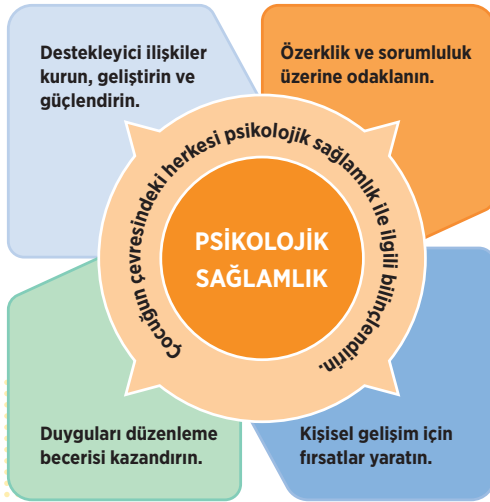 Destekleyici ilişkiler
kurun, geliştirin ve
güçlendirin.
Özerklik ve sorumluluk
üzerine odaklanın.
Çocuğun çevresindeki herkesi psikolojik sağlamlık ile ilgili bilinçlendirin.
PSİKOLOJİK
SAĞLAMLIK
Duyguları düzenleme
becerisi kazandırın.
Kişisel gelişim için
fırsatlar yaratın.